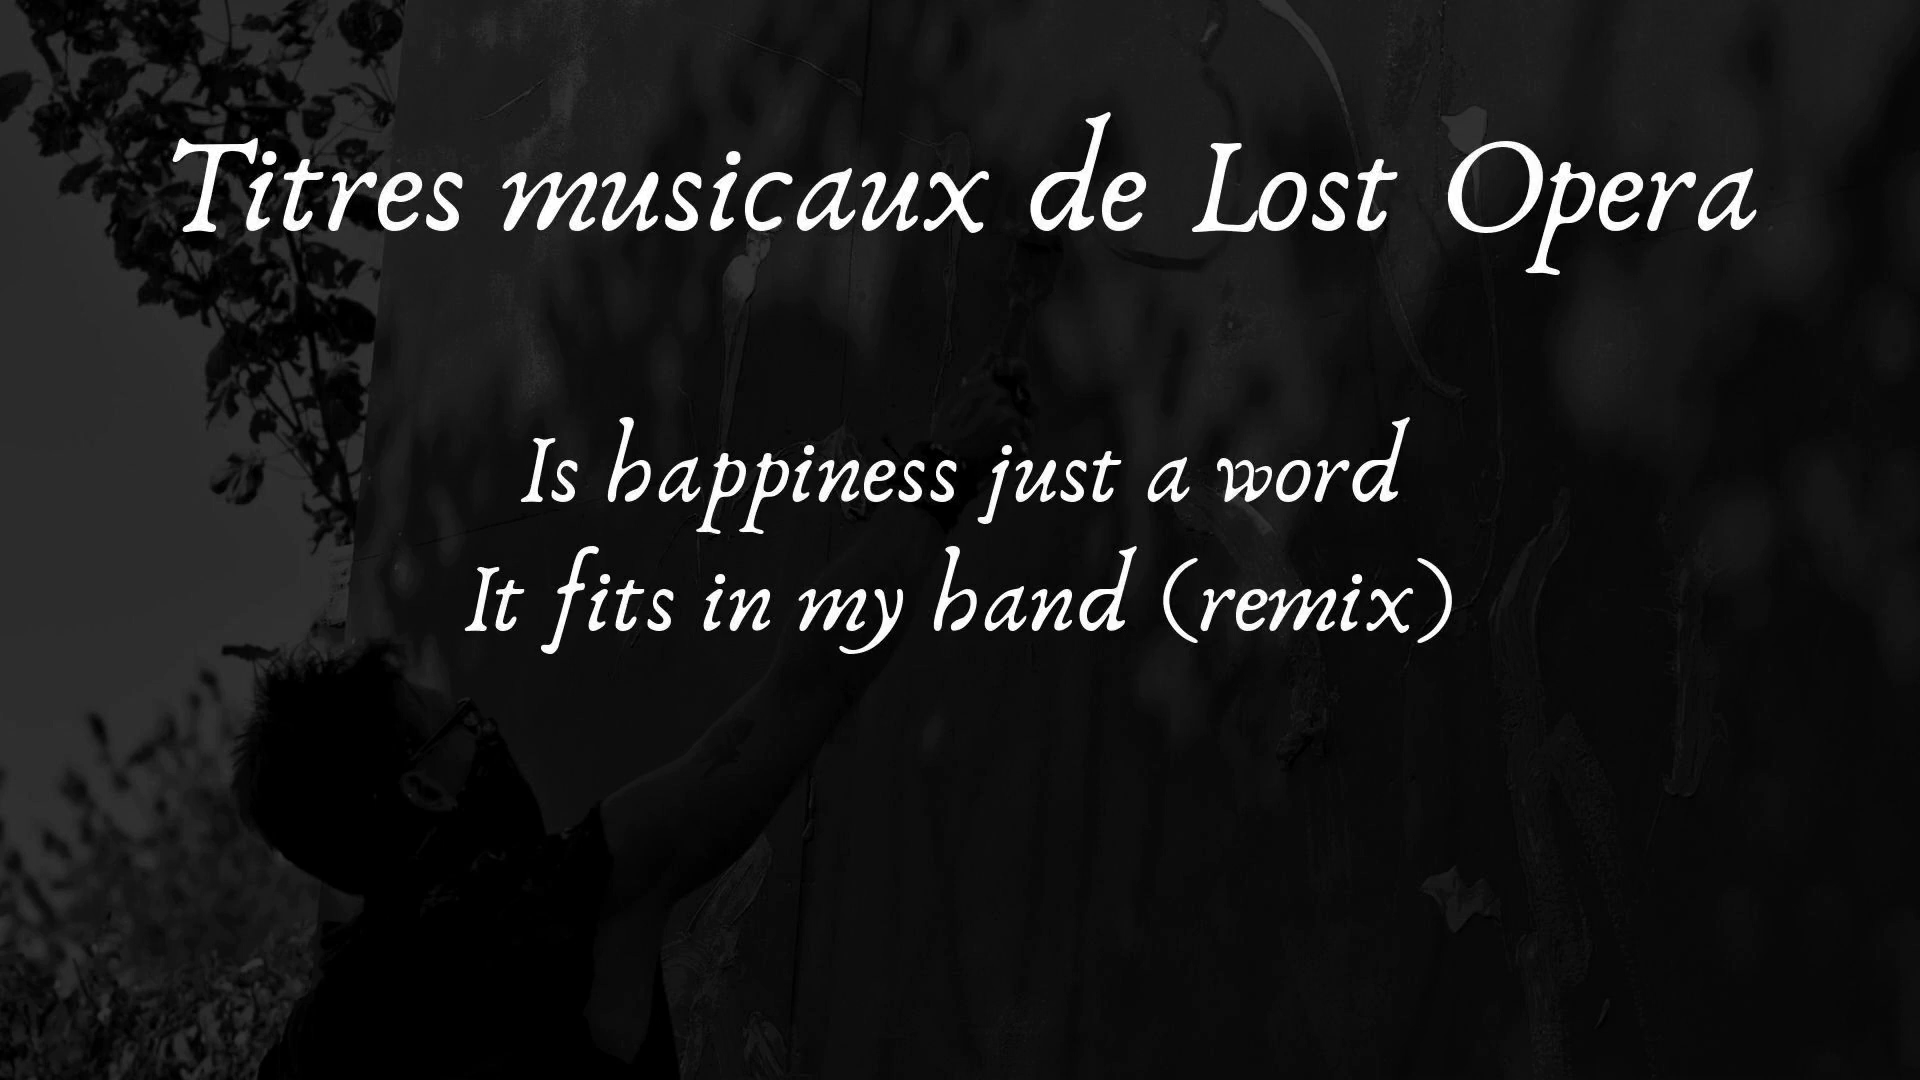 Titres musicaux de Lost Opera
Is happiness just a word
It fits in my hand (remix)